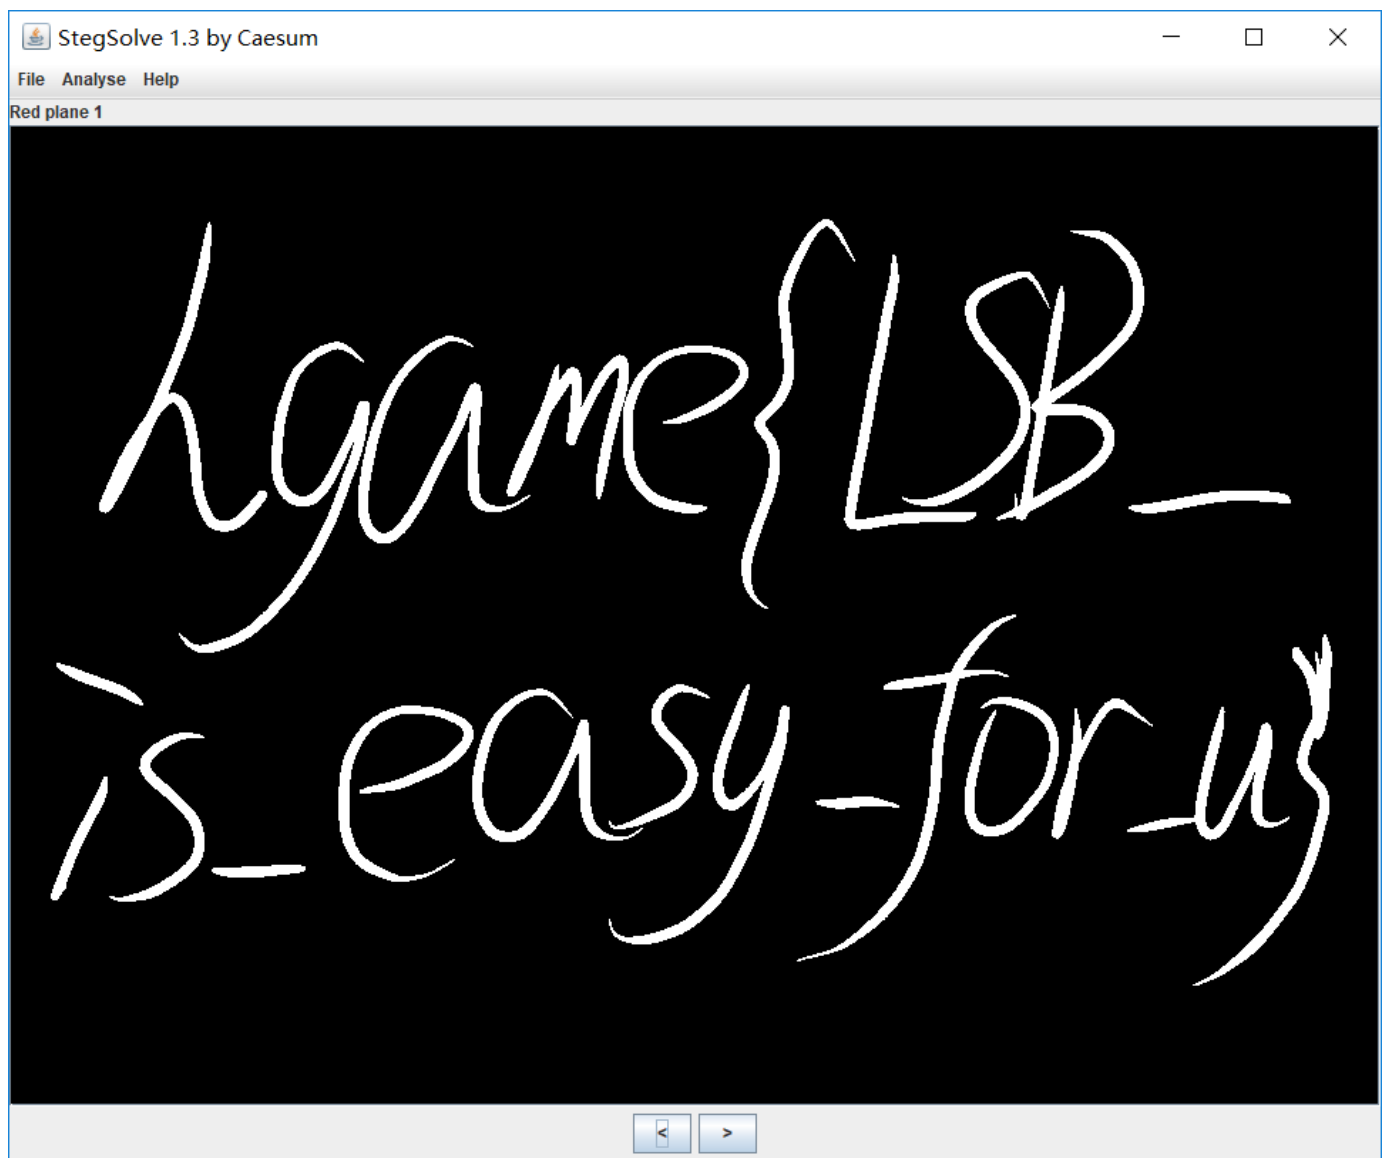 StegSolve 1.3 by Caesum
File Analyse Help
Red plane 1
hgame{LSB_
is_easy_for_u}
< >